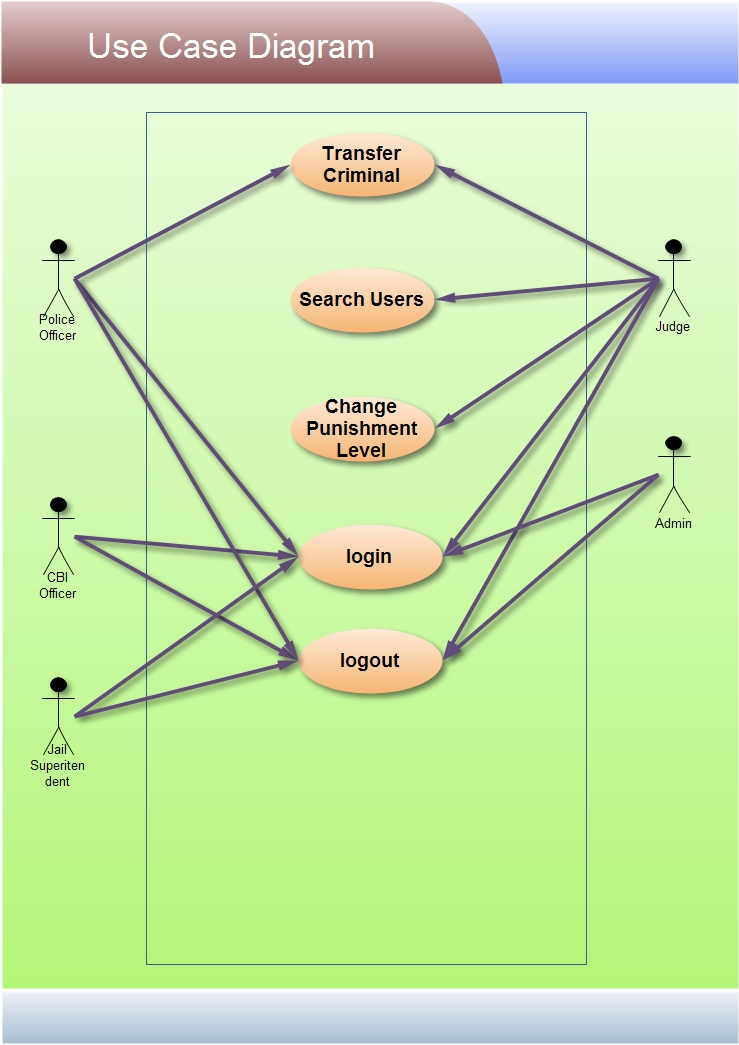 Use Case Diagram
Transfer
Criminal
Search Users
Change
Punishment
Level
login
logout
Police
Officer
CBI
Officer
Jail
Superiten
dent
Judge
Admin